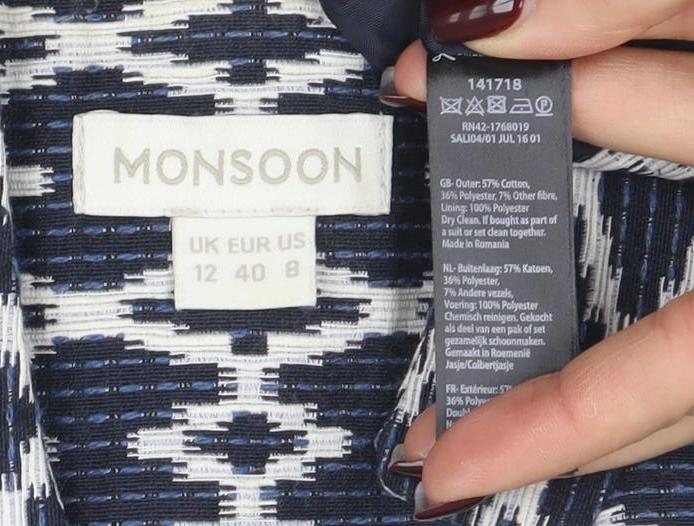 MONSOON
UK EUR US
12 40 8
141718
P
RN42-1768019
SALI04/01 JUL 16 01
GB- Outer: 57% Cotton,
36% Polyester, 7% Other fibre,
Lining: 100% Polyester
Dry Clean. If bought as part of
a suit or set clean together.
Made in Romania
NL- Buitenlaag: 57% Katoen,
36% Polyester,
7% Andere vezels,
Voering: 100% Polyester
Chemisch reinigen. Gekocht
als deel van een pak of set
gezamelijk schoonmaken.
Gemaakt in Roemenië
Jasje/Colbertjasje
FR- Extérieur:
36%